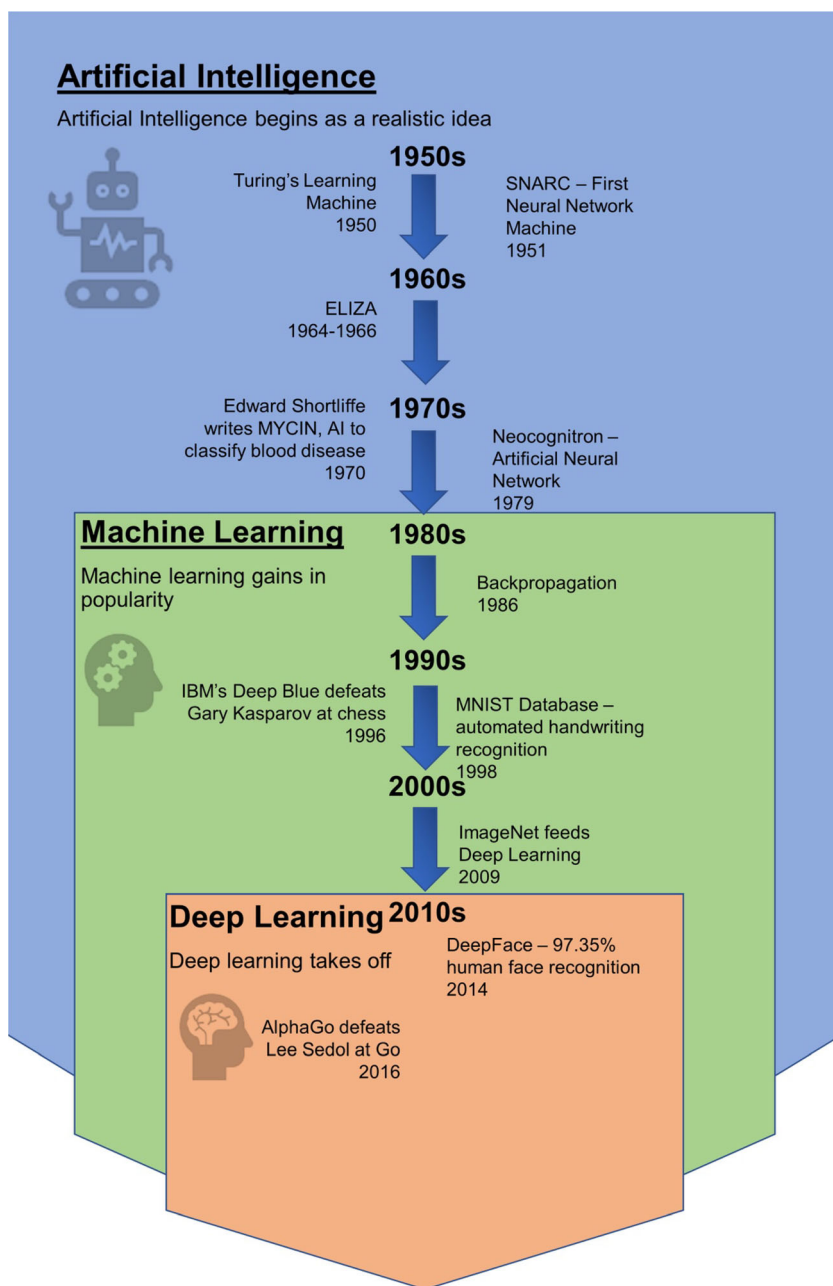 Artificial Intelligence
Artificial Intelligence begins as a realistic idea
1950s
Turing's Learning
Machine
1950
SNARC – First
Neural Network
Machine
1951
1960s
ELIZA
1964-1966
1970s
Edward Shortliffe
writes MYCIN, AI to
classify blood disease
1970
Neocognitron –
Artificial Neural
Network
1979
Machine Learning
1980s
Machine learning gains in
popularity
Backpropagation
1986
1990s
IBM's Deep Blue defeats
Gary Kasparov at chess
1996
MNIST Database –
automated handwriting
recognition
1998
2000s
ImageNet feeds
Deep Learning
2009
Deep Learning
2010s
Deep learning takes off
DeepFace – 97.35%
human face recognition
2014
AlphaGo defeats
Lee Sedol at Go
2016